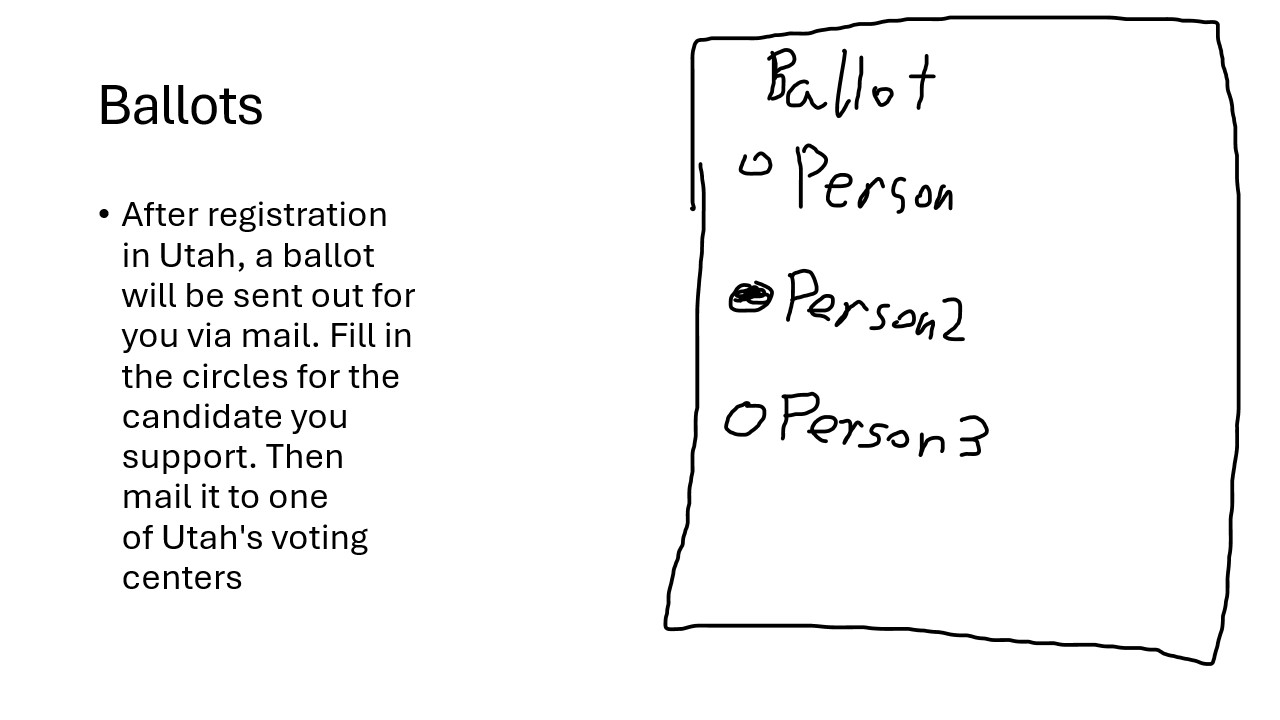 Ballots
• After registration
in Utah, a ballot
will be sent out for
you via mail. Fill in
the circles for the
candidate you
support. Then
mail it to one
of Utah's voting
centers
Ballot
Person
Person2
Person3